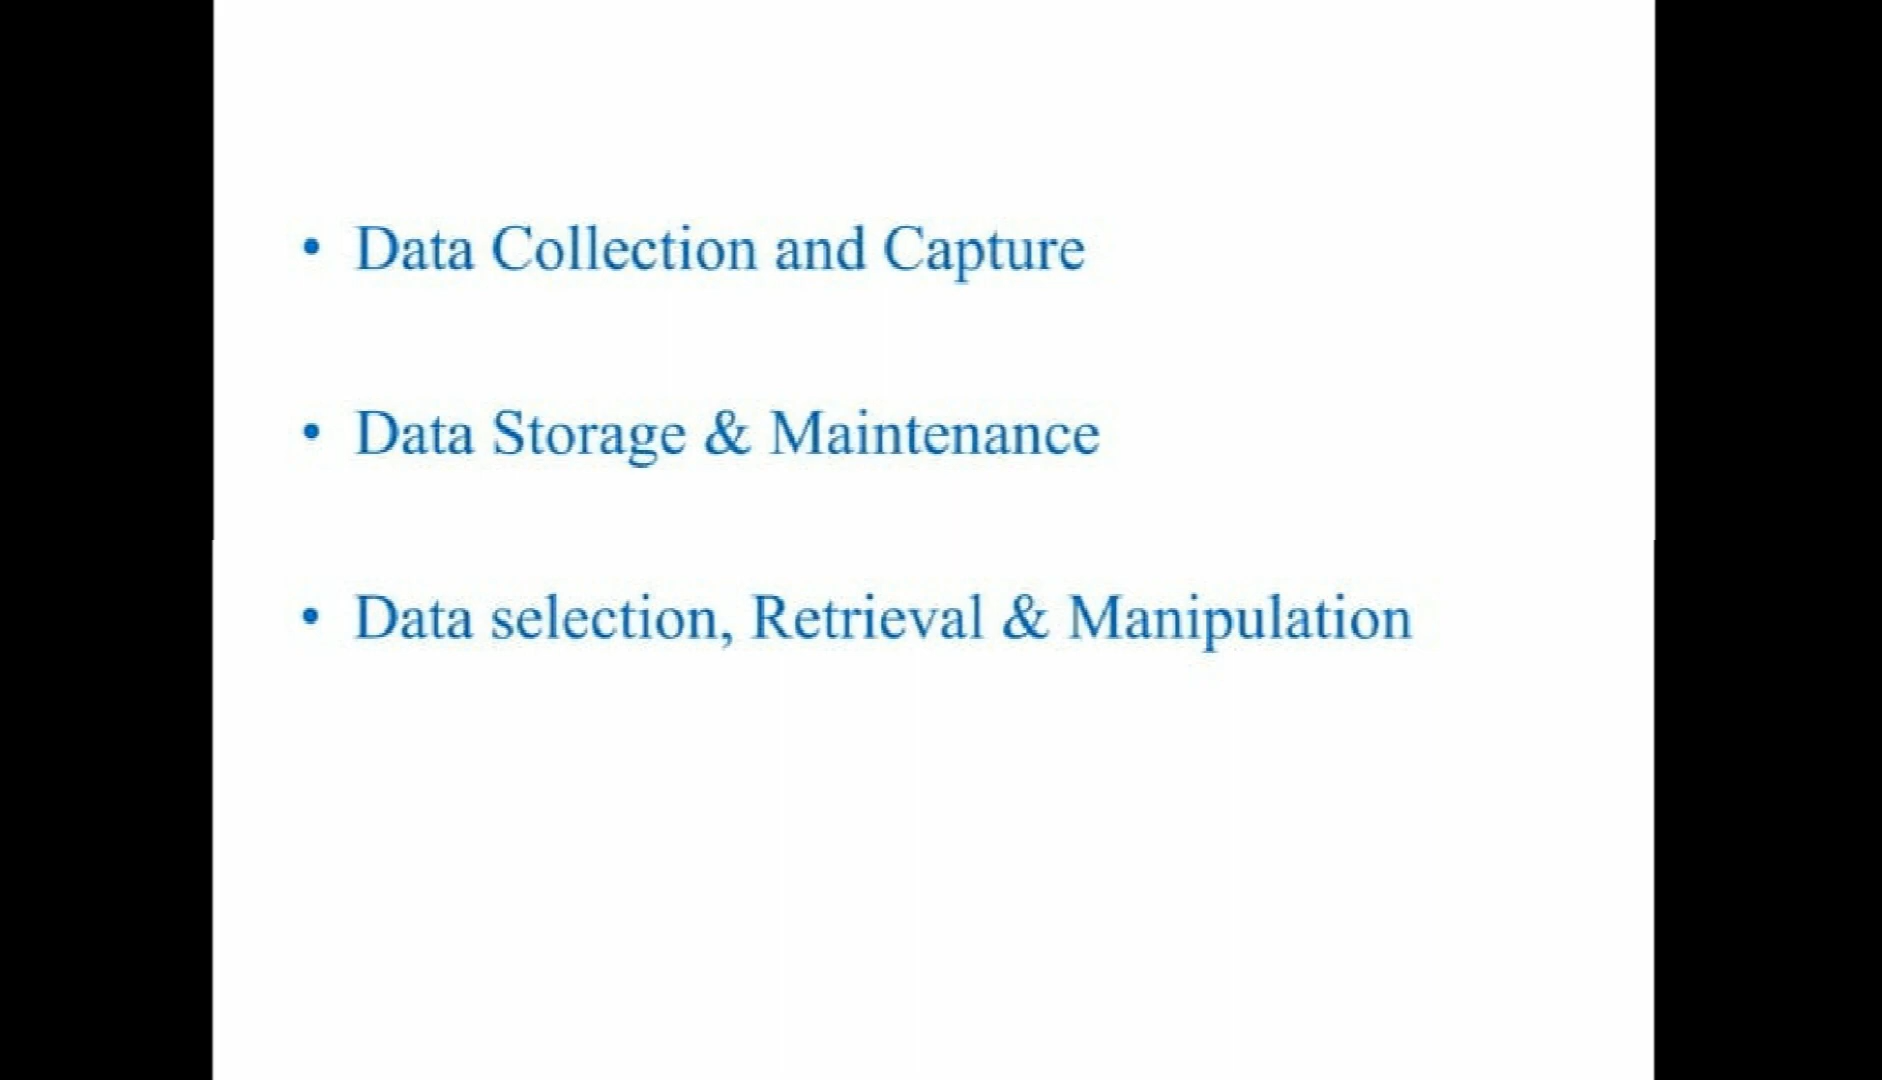 • Data Collection and Capture
• Data Storage & Maintenance
• Data selection, Retrieval & Manipulation